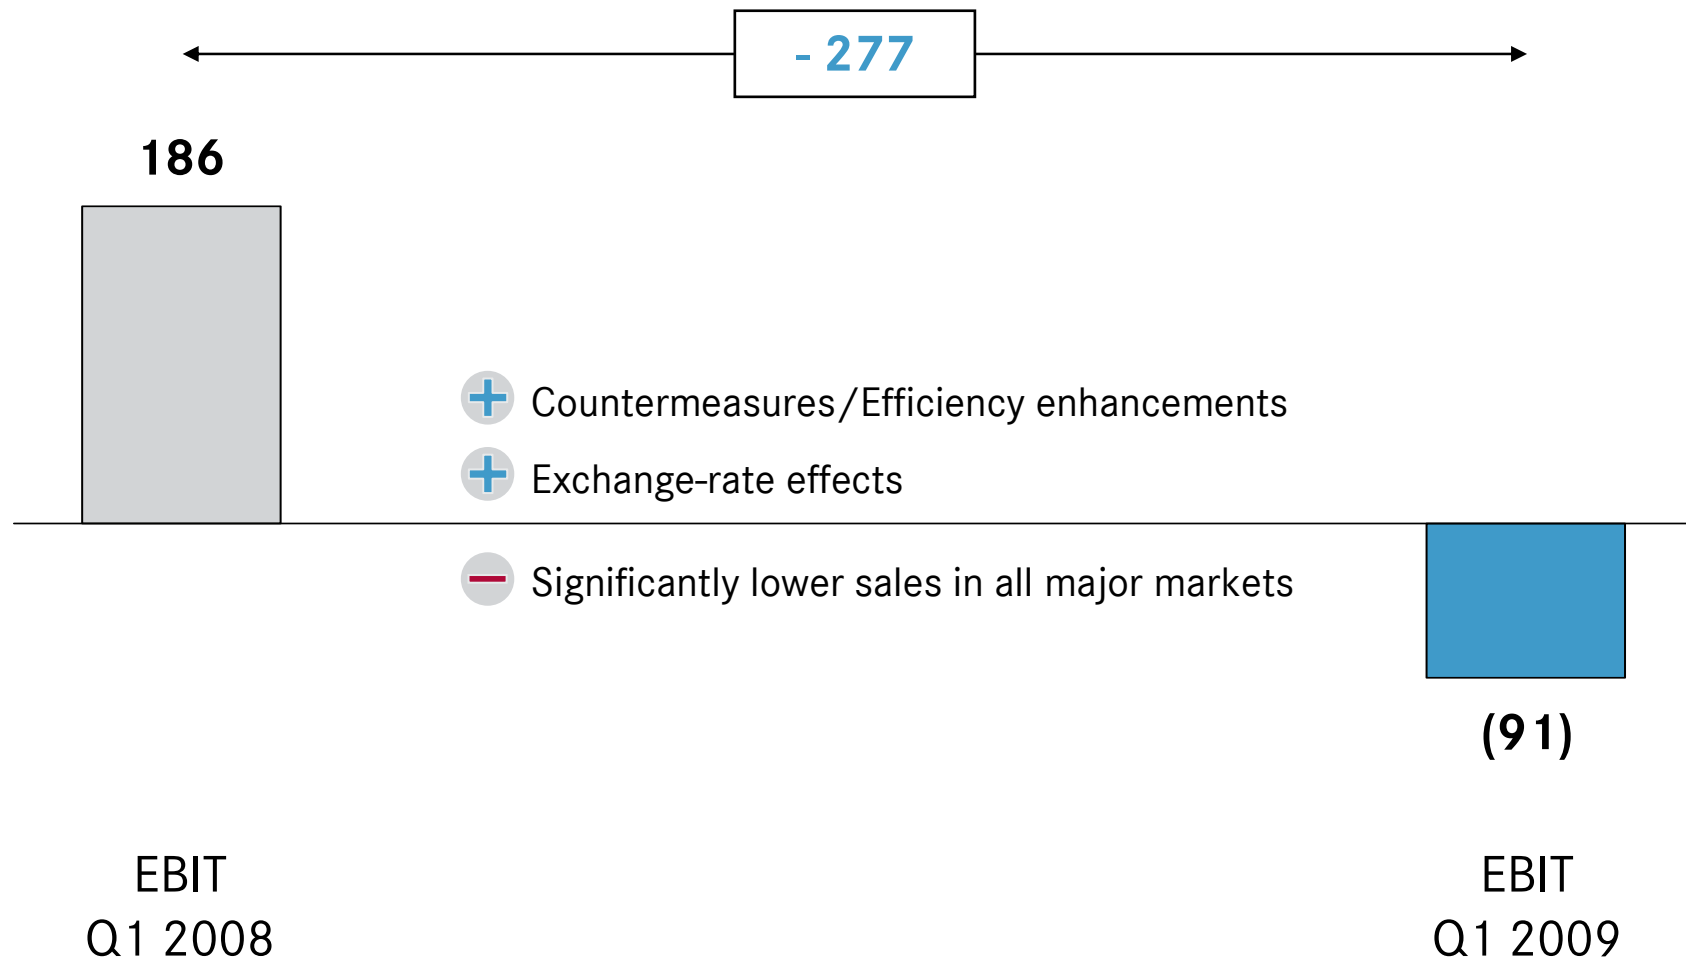 - 277
186
Countermeasures/Efficiency enhancements
Exchange-rate effects
Significantly lower sales in all major markets
(91)
EBIT
Q1 2008
EBIT
Q1 2009